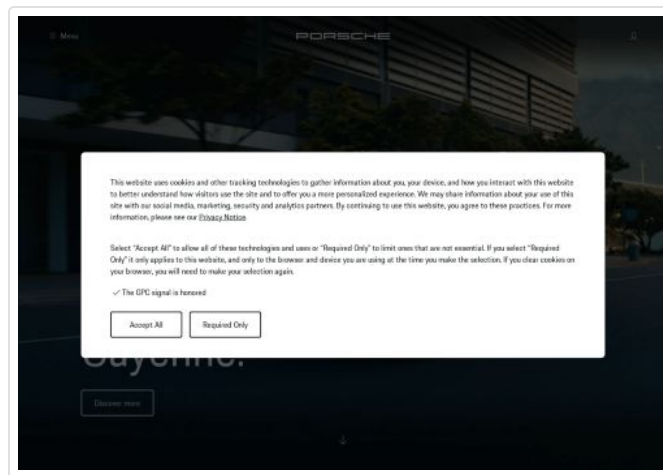 Menu
PORSCHE
This website uses cookies and other tracking technologies to gather information about you, your device, and how you interact with this website
to better understand how visitors use the site and to offer you a more personalized experience. We may share information about your use of this
site with our social media, marketing, security and analytics partners. By continuing to use this website, you agree to these practices. For more
information, please see our Privacy Notice
Select "Accept All" to allow all of these technologies and uses or "Required Only" to limit ones that are not essential. If you select "Required
Only" it only applies to this website, and only to the browser and device you are using at the time you make the selection. If you clear cookies on
your browser, you will need to make your selection again.
✓ The GPC signal is honored
Accept All
Required Only
Cayenne.
Discover more